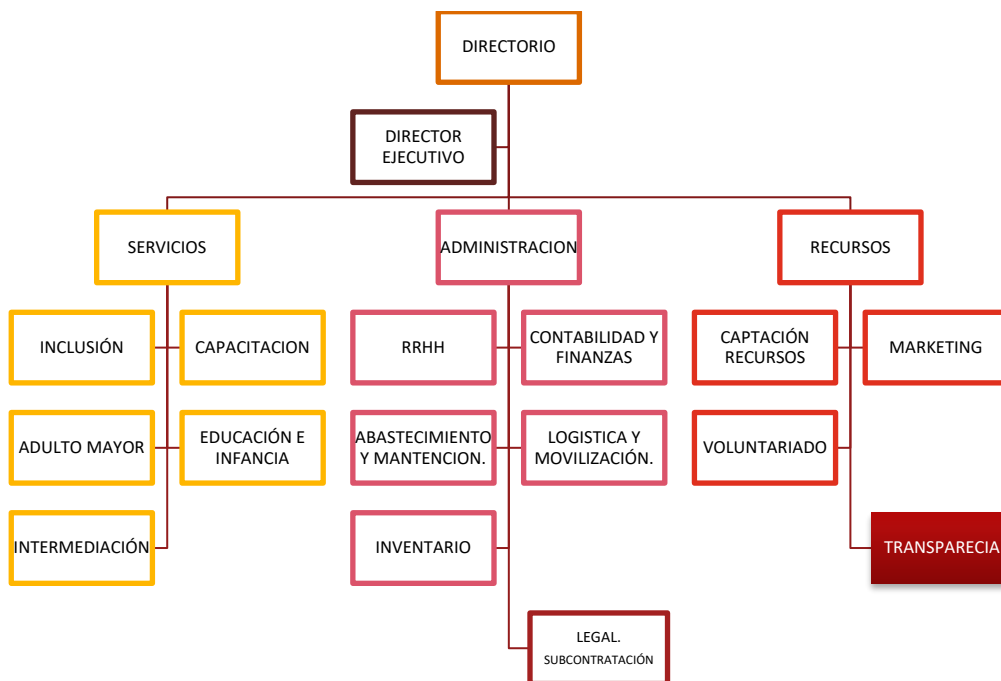 DIRECTORIO
DIRECTOR
EJECUTIVO
SERVICIOS
ADMINISTRACION
RECURSOS
INCLUSIÓN
CAPACITACION
RRHH
CONTABILIDAD Y
FINANZAS
CAPTACIÓN
RECURSOS
MARKETING
ADULTO MAYOR
EDUCACIÓN E
INFANCIA
ABASTECIMIENTO
Y MANTENCION.
LOGISTICA Y
MOVILIZACIÓN.
VOLUNTARIADO
INTERMEDIACIÓN
INVENTARIO
TRANSPARECIA
LEGAL.
SUBCONTRATACIÓN